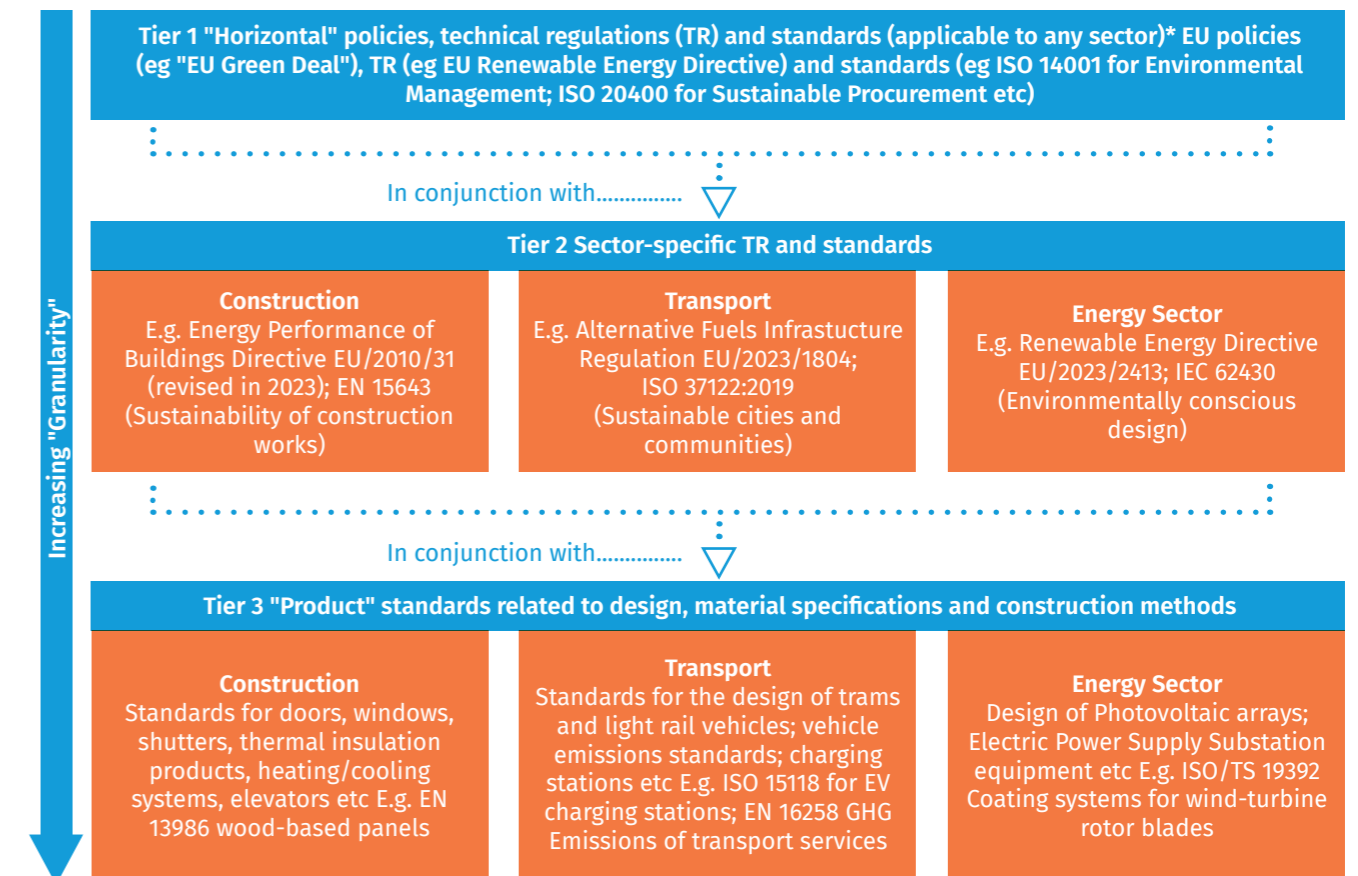 Tier 1 "Horizontal" policies, technical regulations (TR) and standards (applicable to any sector)* EU policies
(eg "EU Green Deal"), TR (eg EU Renewable Energy Directive) and standards (eg ISO 14001 for Environmental
Management; ISO 20400 for Sustainable Procurement etc)
In conjunction with...............
Tier 2 Sector-specific TR and standards
Construction
E.g. Energy Performance of
Buildings Directive EU/2010/31
(revised in 2023); EN 15643
(Sustainability of construction
works)
Transport
E.g. Alternative Fuels Infrastucture
Regulation EU/2023/1804;
ISO 37122:2019
(Sustainable cities and
communities)
Energy Sector
E.g. Renewable Energy Directive
EU/2023/2413; IEC 62430
(Environmentally conscious
design)
In conjunction with...............
Tier 3 "Product" standards related to design, material specifications and construction methods
Construction
Standards for doors, windows,
shutters, thermal insulation
products, heating/cooling
systems, elevators etc E.g. EN
13986 wood-based panels
Transport
Standards for the design of trams
and light rail vehicles; vehicle
emissions standards; charging
stations etc E.g. ISO 15118 for EV
charging stations; EN 16258 GHG
Emissions of transport services
Energy Sector
Design of Photovoltaic arrays;
Electric Power Supply Substation
equipment etc E.g. ISO/TS 19392
Coating systems for wind-turbine
rotor blades
Increasing "Granularity"